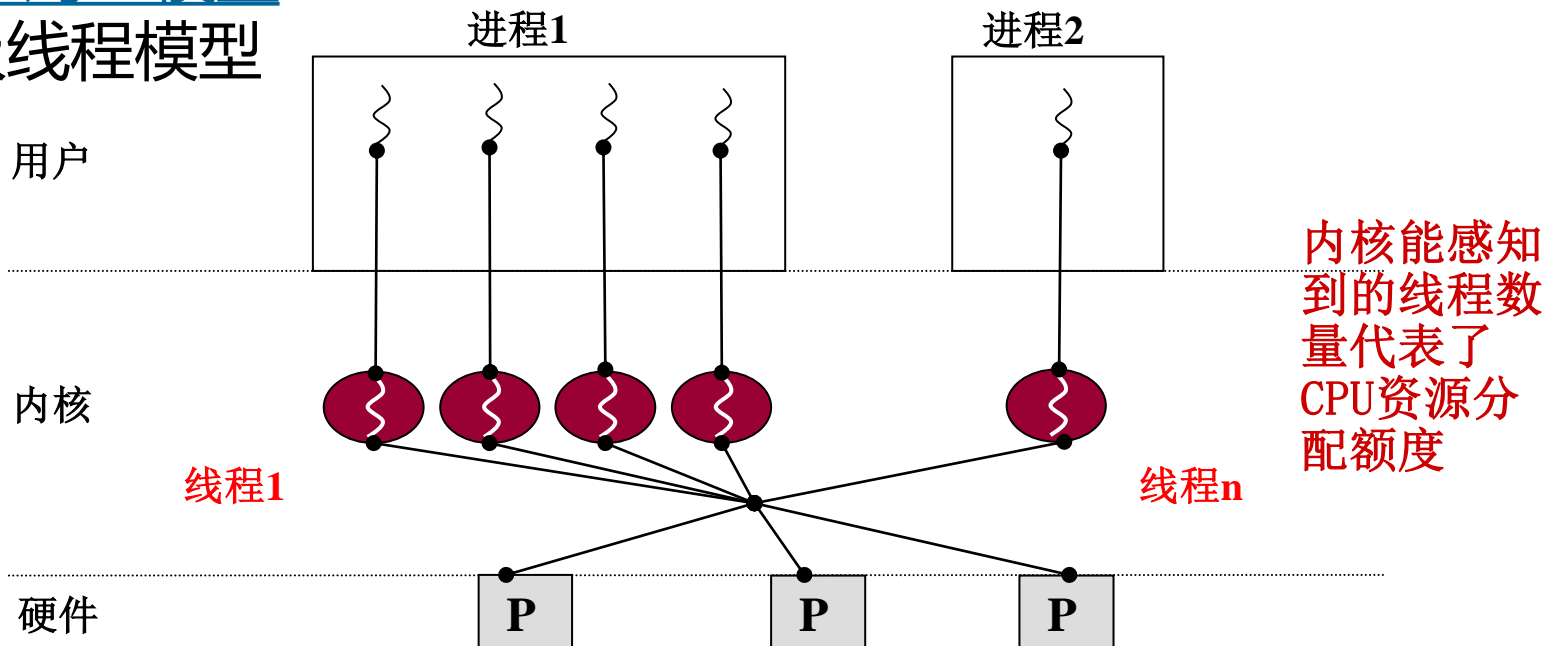 线程模型
进程1
进程2
用户
内核能感知
到的线程数
量代表了
CPU资源分
配额度
内核
线程1
线程n
硬件
P
P
P